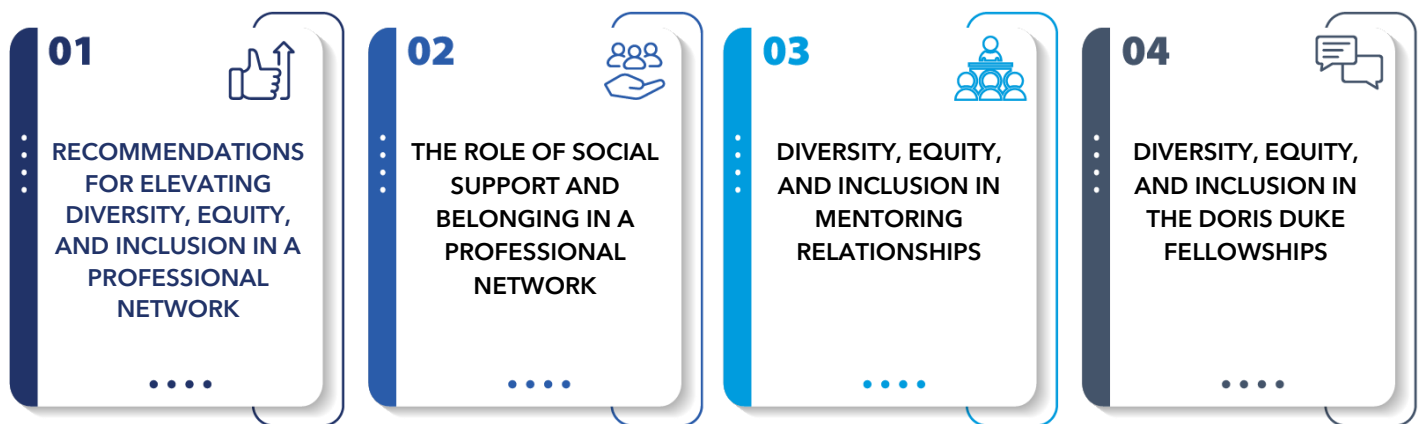 01
RECOMMENDATIONS
FOR ELEVATING
DIVERSITY, EQUITY,
AND INCLUSION IN A
PROFESSIONAL
NETWORK
02
THE ROLE OF SOCIAL
SUPPORT AND
BELONGING IN A
PROFESSIONAL
NETWORK
03
DIVERSITY, EQUITY,
AND INCLUSION IN
MENTORING
RELATIONSHIPS
04
DIVERSITY, EQUITY,
AND INCLUSION IN
THE DORIS DUKE
FELLOWSHIPS